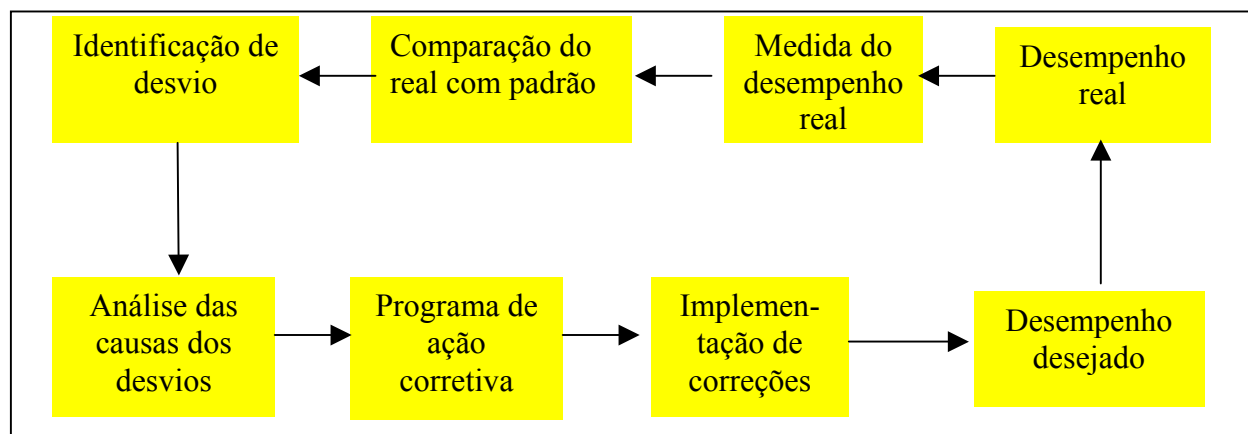 Identificação de
desvio
Comparação do
real com padrão
Medida do
desempenho
real
Desempenho
real
Análise das
causas dos
desvios
Programa de
ação
corretiva
Implemen-
tação de
correções
Desempenho
desejado